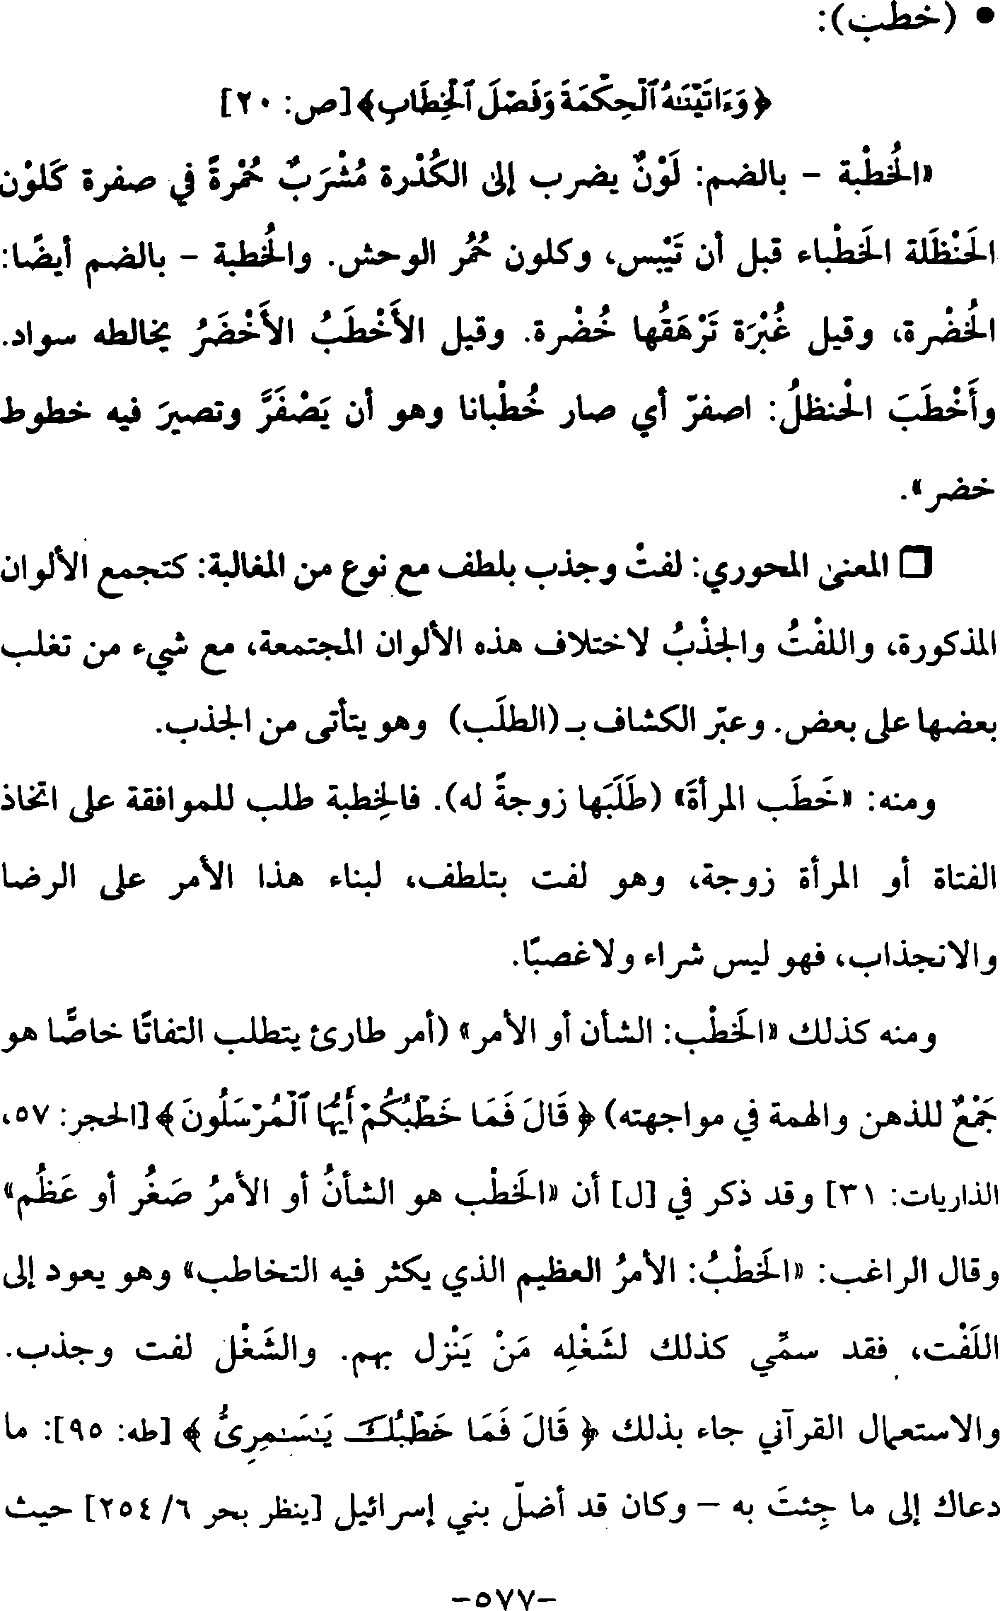 • (خطب):
﴿وَءَاتَيْنَٰهُ ٱلْحِكْمَةَ وَفَصْلَ ٱلْخِطَابِ﴾ [ص: ٢٠]
«الخُطْبة – بالضم: لَوْنٌ يضرب إلى الكُدْرة مُشْرَبٌ حُمْرةً في صفرة كَلَوْن
الحَنْظَلة الخَطْباء قبل أن تَيْبس، وكلون حُمُر الوحش. والخُطبة – بالضم أيضًا:
الخُضْرة، وقيل غُبْرَة تَرْهَقُها خُضْرة. وقيل الأَخْطَبُ الأَخْضَرُ يخالطه سواد.
وأَخْطَبَ الْحنظلُ: اصفرّ أي صار خُطْبانا وهو أن يَصْفَرَّ وتصيرَ فيه خطوط
خضر».
❒ المعنى المحوري: لفتْ وجذب بلطف مع نوع من المغالبة: كتجمع الألوان
المذكورة، واللفْتُ والجذْبُ لاختلاف هذه الألوان المجتمعة، مع شيء من تغلب
بعضها على بعض. وعبّر الكشاف بـ (الطلَب) وهو يتأتى من الجذب.
ومنه: «خَطَب المرأةَ» (طَلَبَها زوجةً له). فالخِطبة طلب للموافقة على اتخاذ
الفتاة أو المرأة زوجة، وهو لفت بتلطف، لبناء هذا الأمر على الرضا
والانجذاب، فهو ليس شراء ولا غصبًا.
ومنه كذلك «الخَطْب: الشأن أو الأمر» (أمر طارئ يتطلب التفاتًا خاصًّا هو
جَمْعٌ للذهن والهمة في مواجهته) ﴿قَالَ فَمَا خَطْبُكُمْ أَيُّهَا ٱلْمُرْسَلُونَ﴾ [الحجر: ٥٧،
الذاريات: ٣١] وقد ذكر في [ل] أن «الخَطْب هو الشأنُ أو الأمرُ صَغُر أو عَظُم»
وقال الراغب: «الخَطْبُ: الأمرُ العظيم الذي يكثر فيه التخاطب» وهو يعود إلى
اللَفْت، فقد سمِّي كذلك لشَغْلِه مَنْ يَنْزل بهم. والشَغْل لفت وجذب.
والاستعمال القرآني جاء بذلك ﴿قَالَ فَمَا خَطْبُكَ يَٰسَٰمِرِىُّ﴾ [طه: ٩٥]: ما
دعاك إلى ما جِئتَ به – وكان قد أضلّ بني إسرائيل [ينظر بحر ٦/ ٢٥٤] حيث
-٥٧٧-